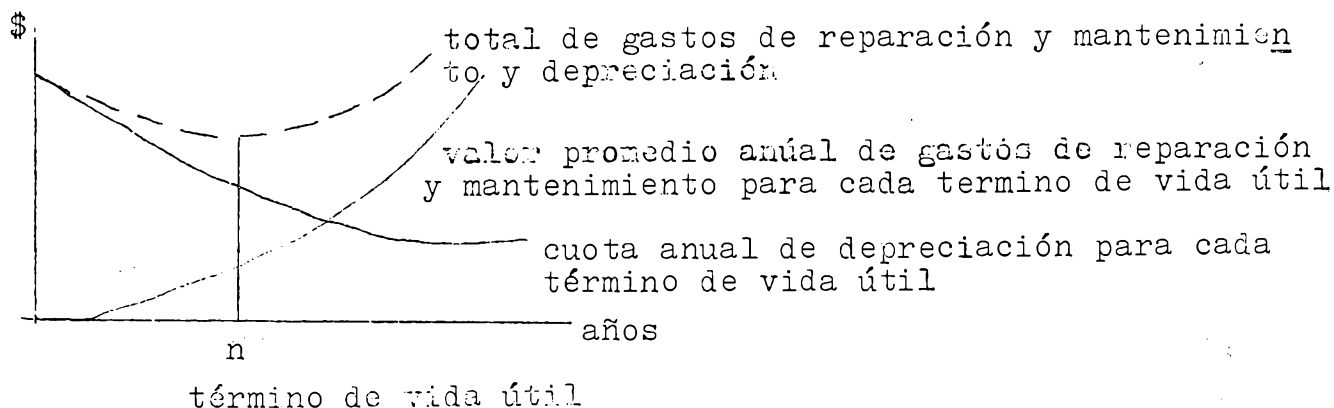 $
total de gastos de reparación y mantenimien
to y depreciación
valor promedio anúal de gastos de reparación
y mantenimiento para cada termino de vida útil
cuota anual de depreciación para cada
término de vida útil
años
n
término de vida útil